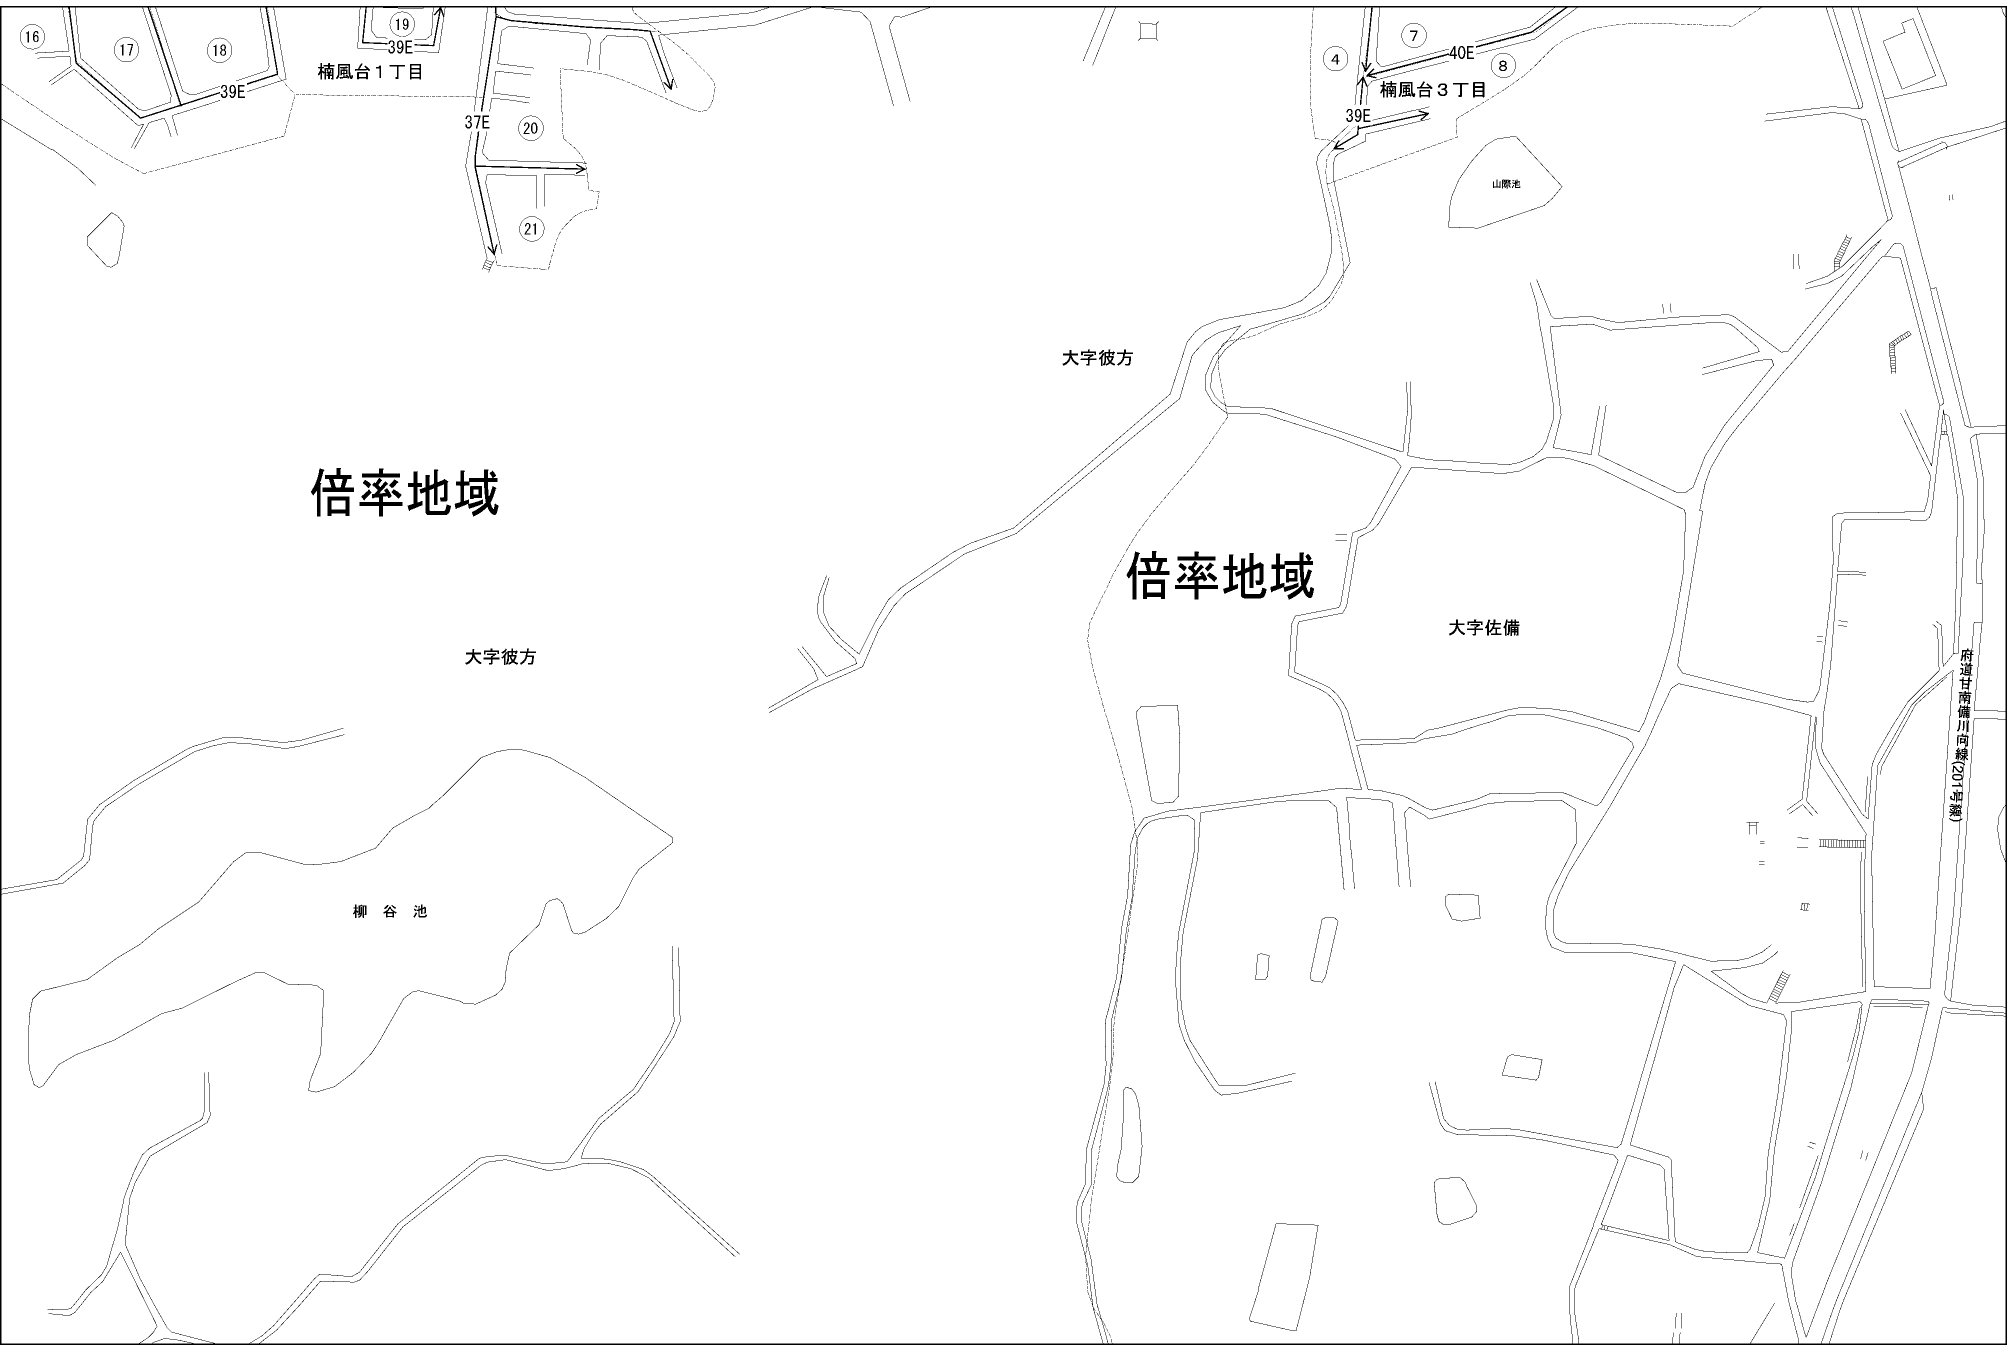 ⑯
⑰
⑱
⑲
39E
④
⑦
40E
⑧
楠風台1丁目
39E
楠風台3丁目
37E
⑳
39E
山際池
㉑
大字彼方
倍率地域
倍率地域
大字佐備
大字彼方
府道甘南備川向線(201号線)
柳谷池